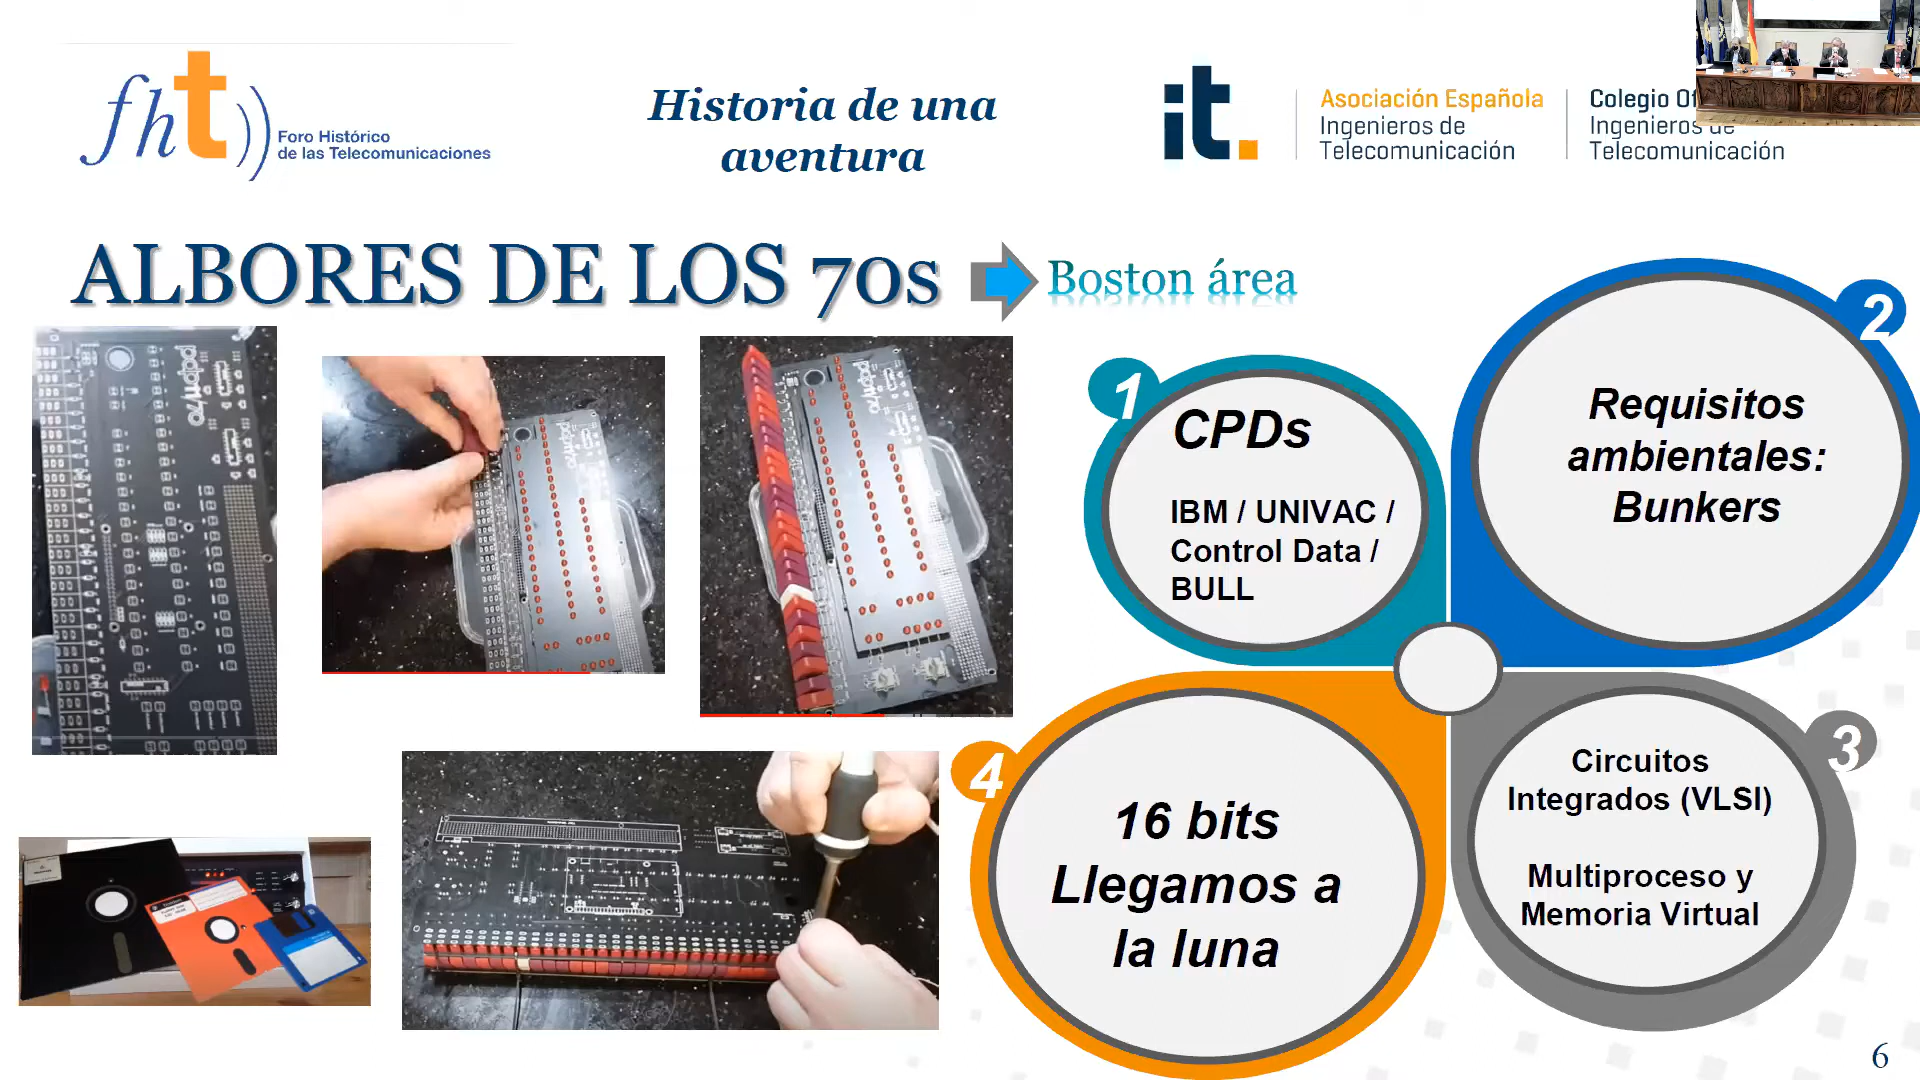 fht
Foro Histórico
de las Telecomunicaciones
Historia de una
aventura
it.
Asociación Española
Ingenieros de
Telecomunicación
Colegio
Ingenieros de
Telecomunicación
ALBORES DE LOS 70s
Boston área
1
CPDs
IBM / UNIVAC /
Control Data /
BULL
2
Requisitos
ambientales:
Bunkers
3
Circuitos
Integrados (VLSI)
Multiproceso y
Memoria Virtual
4
16 bits
Llegamos a
la luna
6